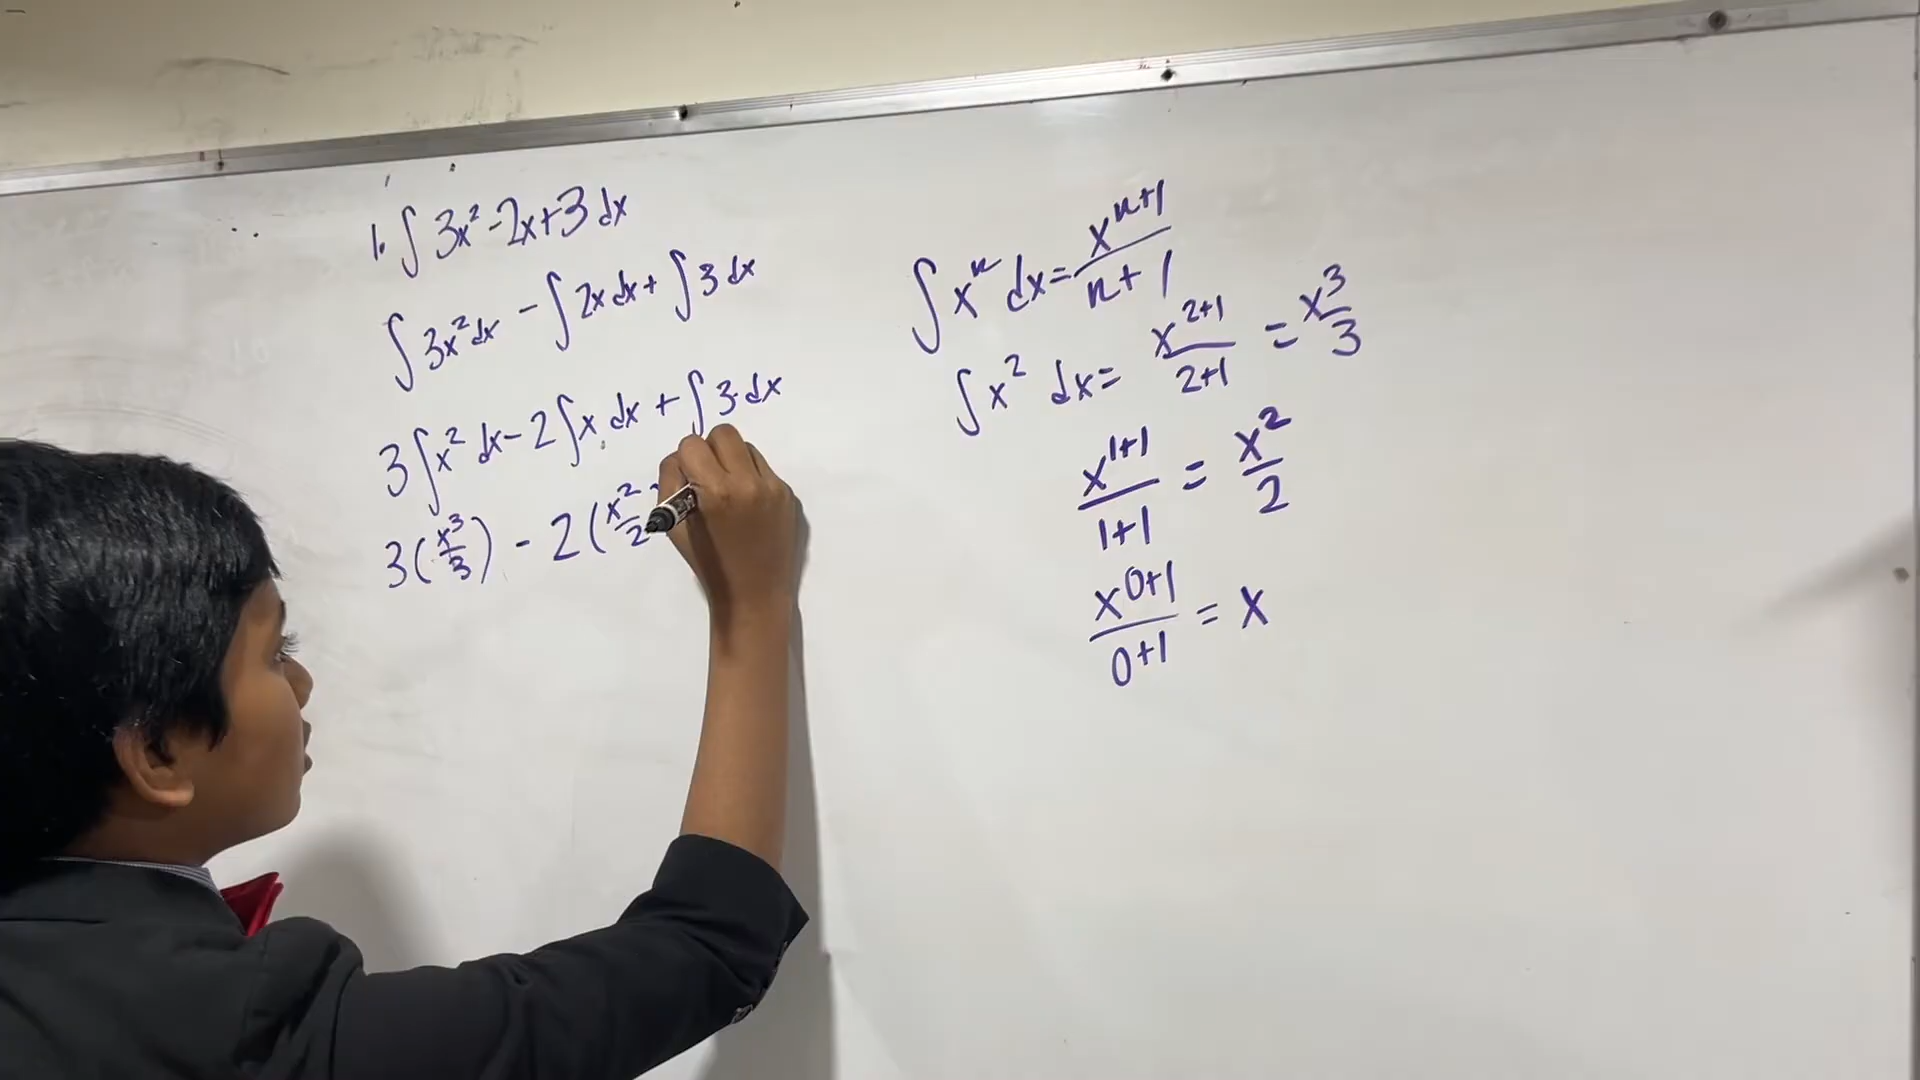 1. ∫ 3x² - 2x + 3 dx
∫ 3x² dx - ∫ 2x dx + ∫ 3 dx
3 ∫ x² dx - 2 ∫ x dx + ∫ 3 dx
3 (x³/3) - 2 (x²/2
∫ xⁿ dx = xⁿ⁺¹/n+1
∫ x² dx = x²⁺¹/2+1 = x³/3
x¹⁺¹/1+1 = x²/2
x⁰⁺¹/0+1 = x